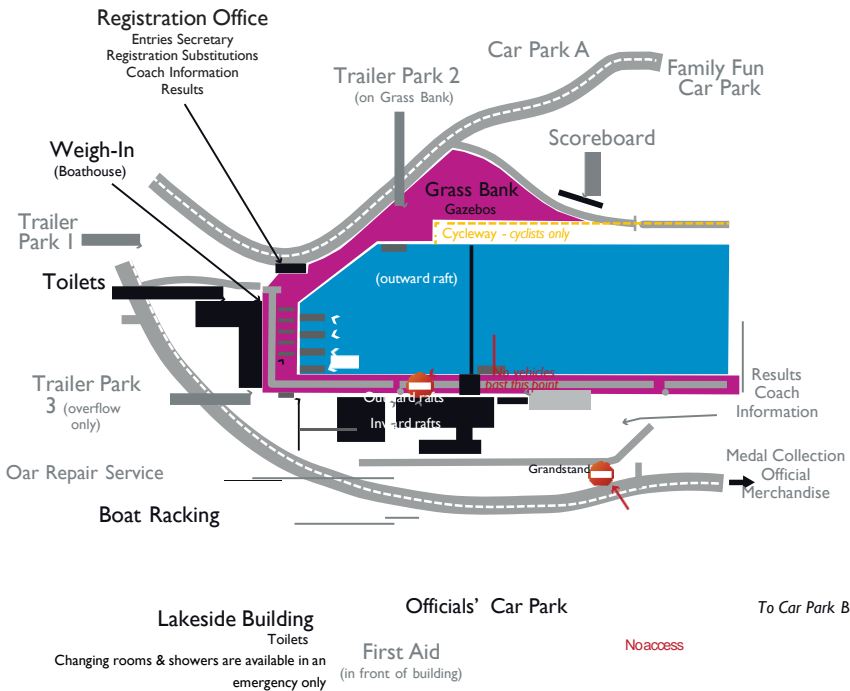 Registration Office
Entries Secretary
Registration Substitutions
Coach Information
Results
Car Park A
Family Fun
Car Park
Trailer Park 2
(on Grass Bank)
Scoreboard
Weigh-In
(Boathouse)
Grass Bank
Gazebos
Trailer
Park 1
Cycleway - cyclists only
Toilets
(outward raft)
No vehicles
past this point
Trailer Park
3 (overflow
only)
Outward rafts
Inward rafts
Results
Coach
Information
Oar Repair Service
Grandstand
Medal Collection
Official
Merchandise
Boat Racking
Officials' Car Park
To Car Park B
Lakeside Building
Toilets
Changing rooms & showers are available in an
emergency only
First Aid
(in front of building)
No access